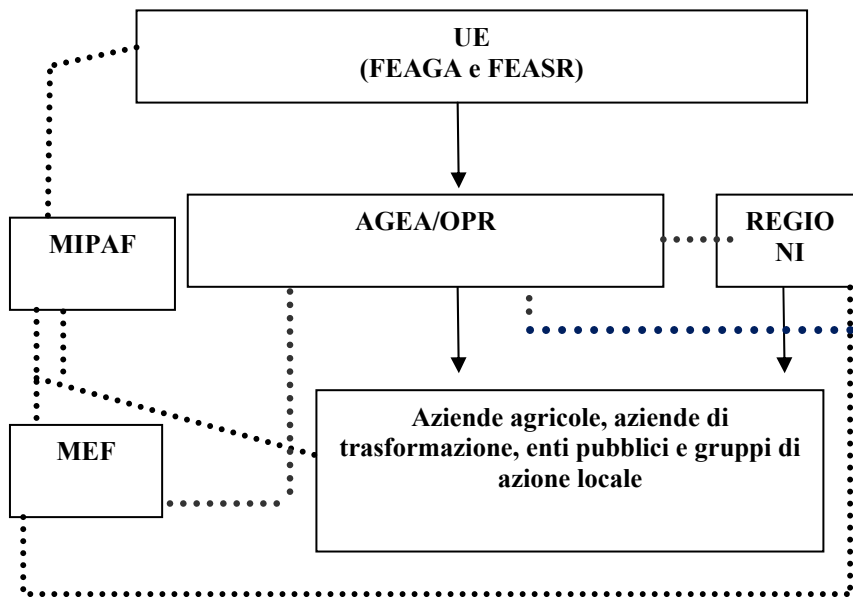 UE
(FEAGA e FEASR)
AGEA/OPR
REGIO
NI
MIPAF
MEF
Aziende agricole, aziende di
trasformazione, enti pubblici e gruppi di
azione locale